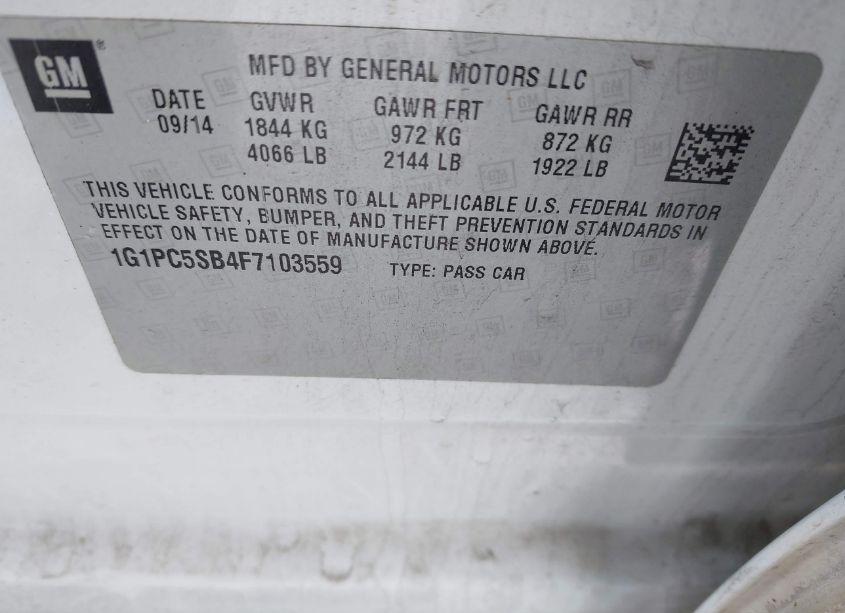 GM
MFD BY GENERAL MOTORS LLC
DATE GVWR GAWR FRT GAWR RR
09/14 1844 KG 972 KG 872 KG
4066 LB 2144 LB 1922 LB
THIS VEHICLE CONFORMS TO ALL APPLICABLE U.S. FEDERAL MOTOR
VEHICLE SAFETY, BUMPER, AND THEFT PREVENTION STANDARDS IN
EFFECT ON THE DATE OF MANUFACTURE SHOWN ABOVE.
1G1PC5SB4F7103559 TYPE: PASS CAR